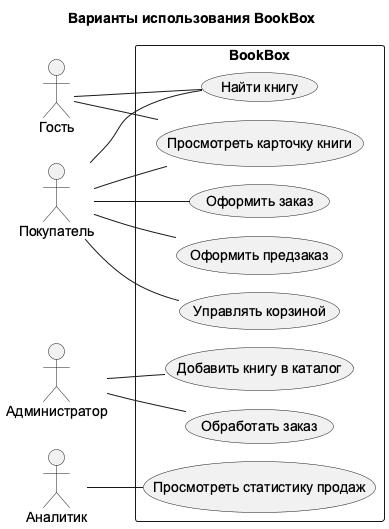 Варианты использования BookBox
BookBox
Найти книгу
Гость
Просмотреть карточку книги
Оформить заказ
Покупатель
Оформить предзаказ
Управлять корзиной
Добавить книгу в каталог
Администратор
Обработать заказ
Просмотреть статистику продаж
Аналитик